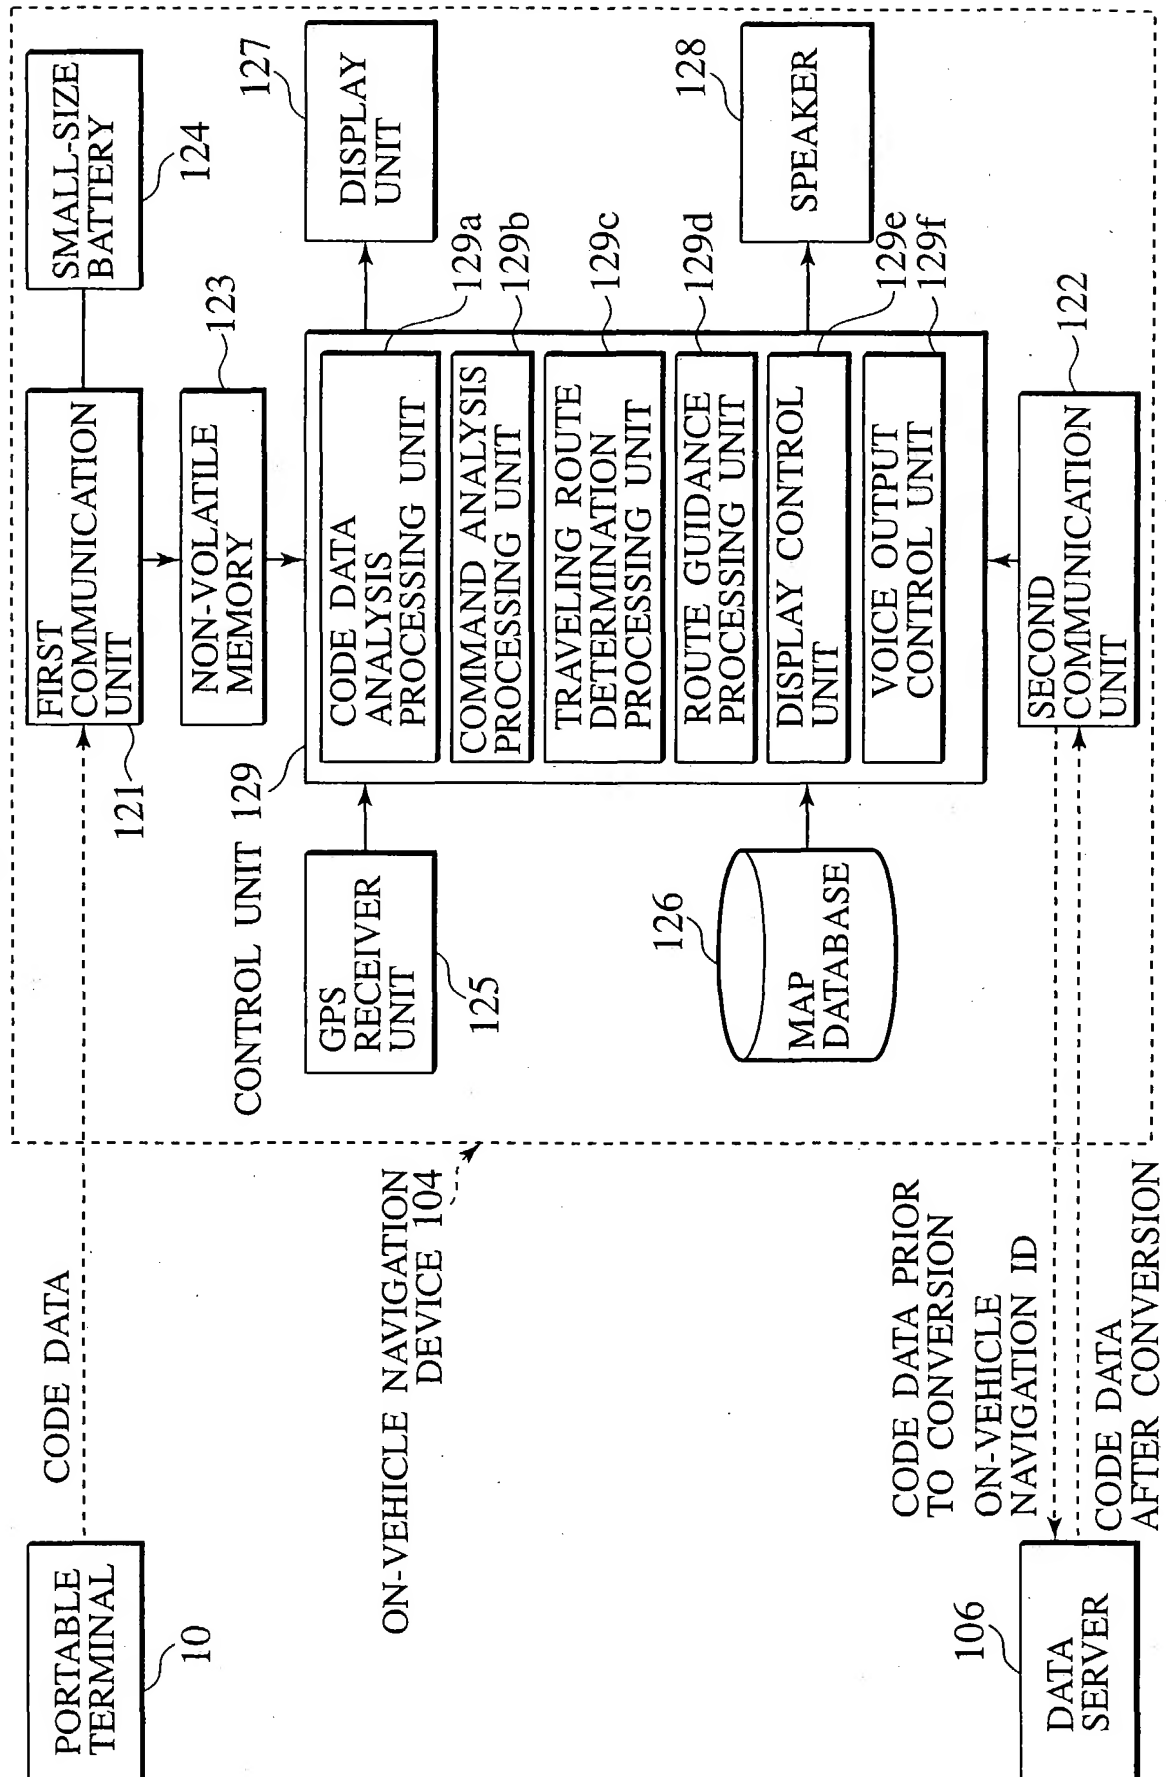 PORTABLE
TERMINAL
10
CODE DATA
FIRST
COMMUNICATION
UNIT
121
SMALL-SIZE
BATTERY
124
NON-VOLATILE
MEMORY
123
CONTROL UNIT 129
GPS
RECEIVER
UNIT
125
CODE DATA
ANALYSIS
PROCESSING UNIT
129a
COMMAND ANALYSIS
PROCESSING UNIT
129b
TRAVELING ROUTE
DETERMINATION
PROCESSING UNIT
129c
ROUTE GUIDANCE
PROCESSING UNIT
129d
DISPLAY CONTROL
UNIT
129e
VOICE OUTPUT
CONTROL UNIT
129f
DISPLAY
UNIT
127
SPEAKER
128
ON-VEHICLE NAVIGATION
DEVICE 104
126
MAP
DATABASE
CODE DATA PRIOR
TO CONVERSION
ON-VEHICLE
NAVIGATION ID
CODE DATA
AFTER CONVERSION
106
DATA
SERVER
SECOND
COMMUNICATION
UNIT
122